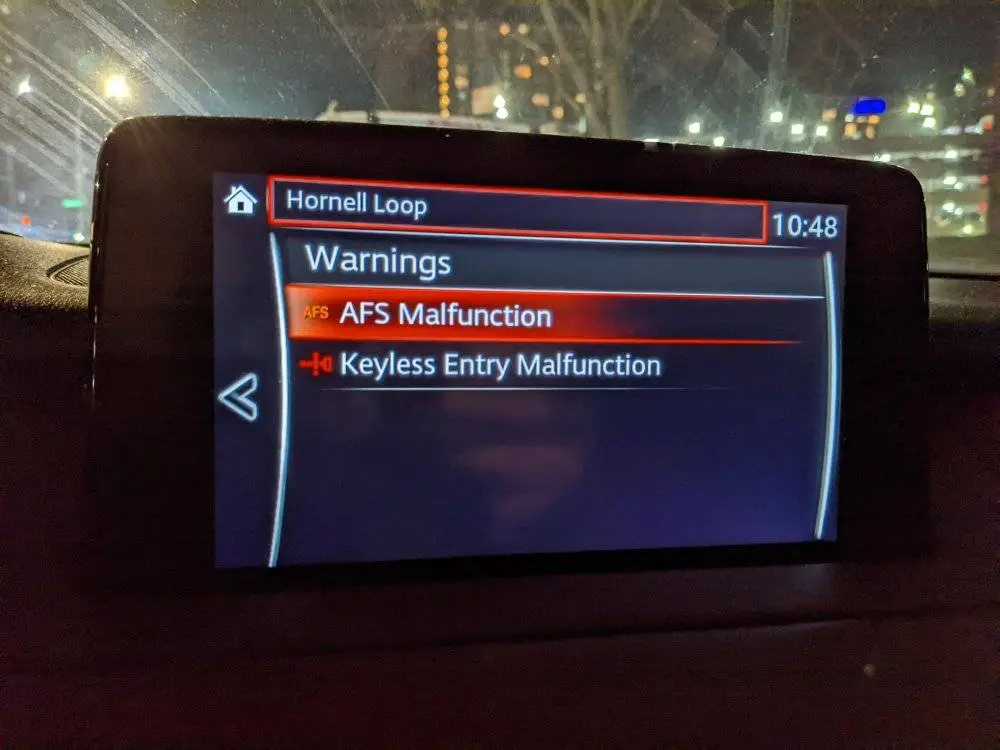 Hornell Loop
10:48
Warnings
AFS AFS Malfunction
Keyless Entry Malfunction